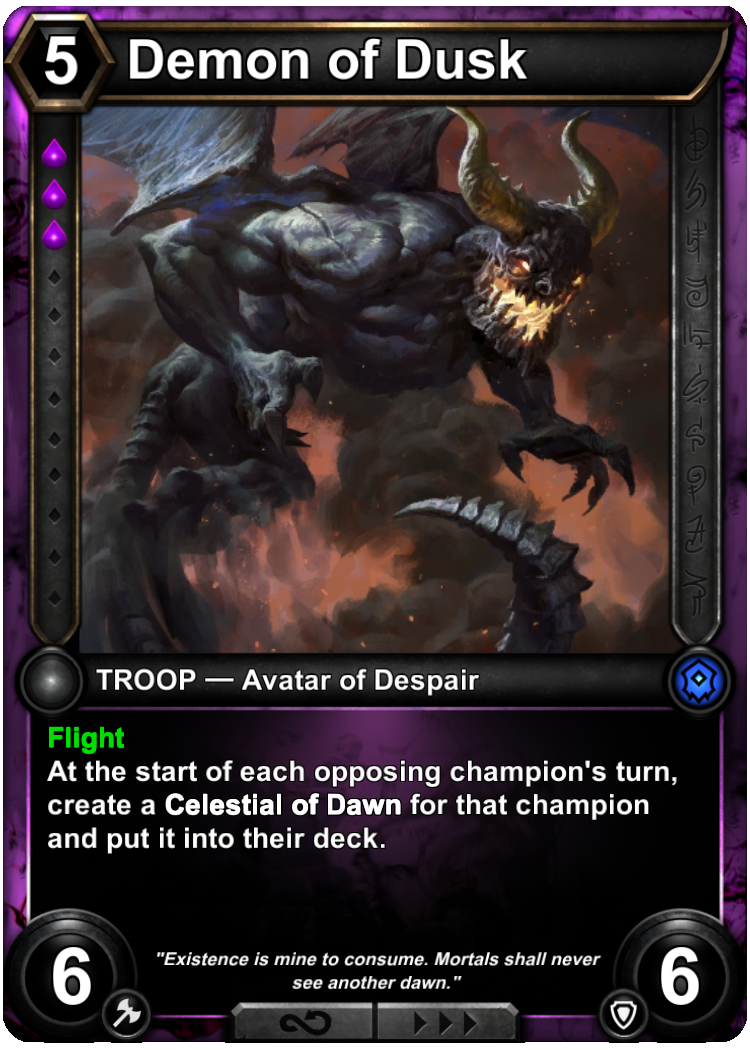 5
Demon of Dusk
TROOP — Avatar of Despair
Flight
At the start of each opposing champion's turn,
create a Celestial of Dawn for that champion
and put it into their deck.
"Existence is mine to consume. Mortals shall never
see another dawn."
6
6